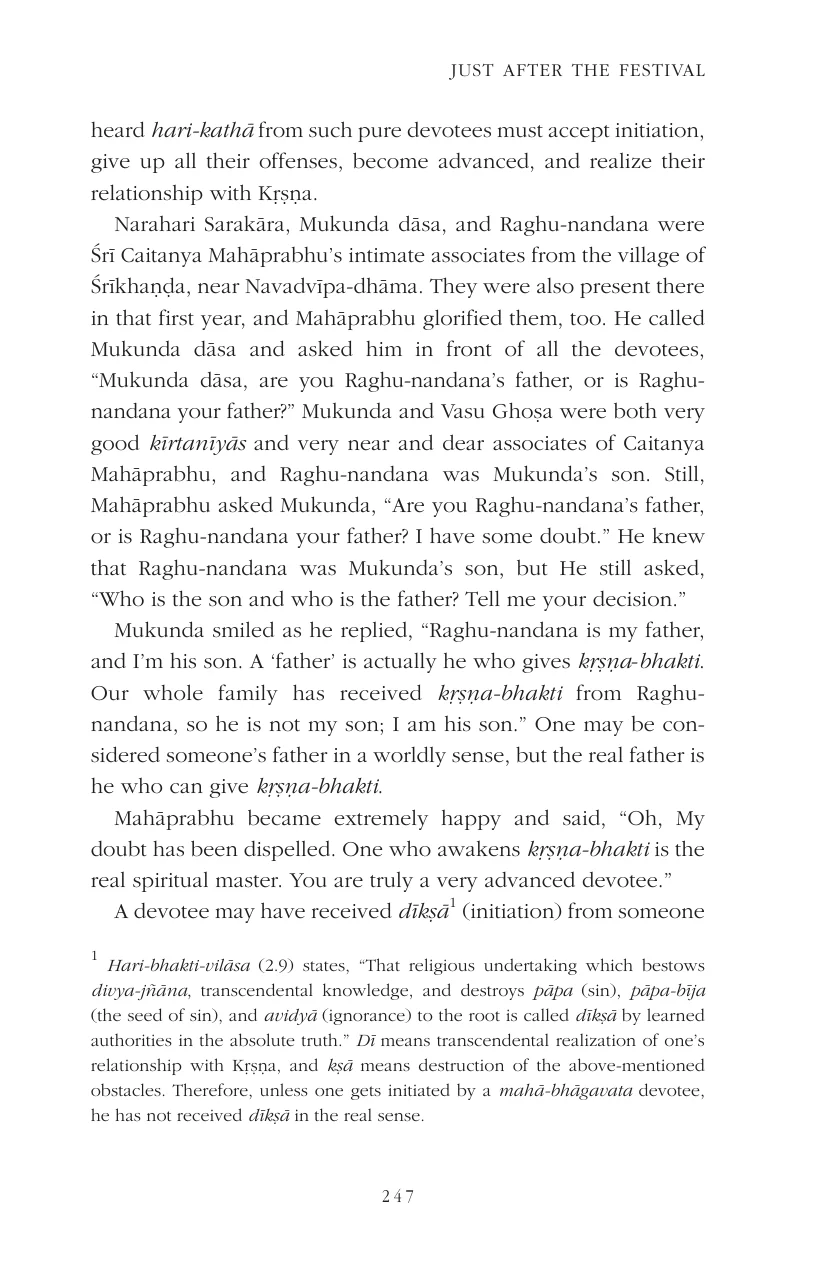 JUST AFTER THE FESTIVAL
heard hari-kathā from such pure devotees must accept initiation,
give up all their offenses, become advanced, and realize their
relationship with Kṛṣṇa.
Narahari Sarakāra, Mukunda dāsa, and Raghu-nandana were
Śrī Caitanya Mahāprabhu’s intimate associates from the village of
Śrīkhaṇḍa, near Navadvīpa-dhāma. They were also present there
in that first year, and Mahāprabhu glorified them, too. He called
Mukunda dāsa and asked him in front of all the devotees,
“Mukunda dāsa, are you Raghu-nandana’s father, or is Raghu-
nandana your father?” Mukunda and Vasu Ghoṣa were both very
good kīrtanīyās and very near and dear associates of Caitanya
Mahāprabhu, and Raghu-nandana was Mukunda’s son. Still,
Mahāprabhu asked Mukunda, “Are you Raghu-nandana’s father,
or is Raghu-nandana your father? I have some doubt.” He knew
that Raghu-nandana was Mukunda’s son, but He still asked,
“Who is the son and who is the father? Tell me your decision.”
Mukunda smiled as he replied, “Raghu-nandana is my father,
and I’m his son. A ‘father’ is actually he who gives kṛṣṇa-bhakti.
Our whole family has received kṛṣṇa-bhakti from Raghu-
nandana, so he is not my son; I am his son.” One may be con-
sidered someone’s father in a worldly sense, but the real father is
he who can give kṛṣṇa-bhakti.
Mahāprabhu became extremely happy and said, “Oh, My
doubt has been dispelled. One who awakens kṛṣṇa-bhakti is the
real spiritual master. You are truly a very advanced devotee.”
A devotee may have received dīkṣā1 (initiation) from someone
1 Hari-bhakti-vilāsa (2.9) states, “That religious undertaking which bestows
divya-jñāna, transcendental knowledge, and destroys pāpa (sin), pāpa-bīja
(the seed of sin), and avidyā (ignorance) to the root is called dīkṣā by learned
authorities in the absolute truth.” Dī means transcendental realization of one’s
relationship with Kṛṣṇa, and kṣā means destruction of the above-mentioned
obstacles. Therefore, unless one gets initiated by a mahā-bhāgavata devotee,
he has not received dīkṣā in the real sense.
247